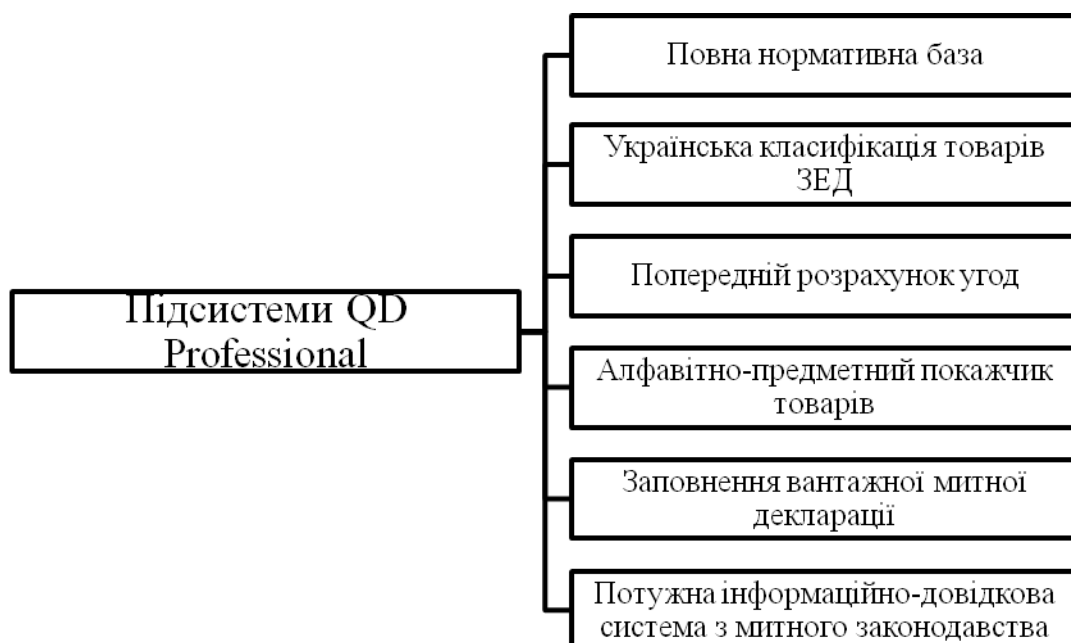 Підсистеми QD
Professional
Повна нормативна база
Українська класифікація товарів
ЗЕД
Попередній розрахунок угод
Алфавітно-предметний покажчик
товарів
Заповнення вантажної митної
декларації
Потужна інформаційно-довідкова
система з митного законодавства